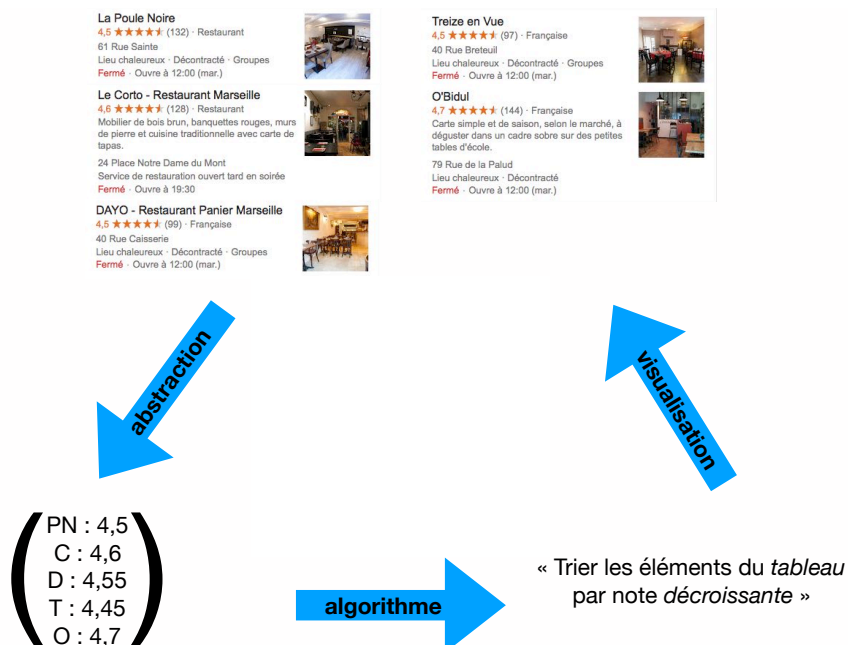 La Poule Noire
4,5 ★★★★★ (132) · Restaurant
61 Rue Sainte
Lieu chaleureux · Décontracté · Groupes
Fermé · Ouvre à 12:00 (mar.)
Le Corto - Restaurant Marseille
4,6 ★★★★★ (128) · Restaurant
Mobilier de bois brun, banquettes rouges, murs
de pierre et cuisine traditionnelle avec carte de
tapas.
24 Place Notre Dame du Mont
Service de restauration ouvert tard en soirée
Fermé · Ouvre à 19:30
DAYO - Restaurant Panier Marseille
4,5 ★★★★★ (99) · Française
40 Rue Caisserie
Lieu chaleureux · Décontracté · Groupes
Fermé · Ouvre à 12:00 (mar.)
Treize en Vue
4,5 ★★★★★ (97) · Française
40 Rue Breteuil
Lieu chaleureux · Décontracté · Groupes
Fermé · Ouvre à 12:00 (mar.)
O'Bidul
4,7 ★★★★★ (144) · Française
Carte simple et de saison, selon le marché, à
déguster dans un cadre sobre sur des petites
tables d'école.
79 Rue de la Palud
Lieu chaleureux · Décontracté
Fermé · Ouvre à 12:00 (mar.)
abstraction
visualisation
PN : 4,5
C : 4,6
D : 4,55
T : 4,45
O : 4,7
algorithme
« Trier les éléments du tableau
par note décroissante »